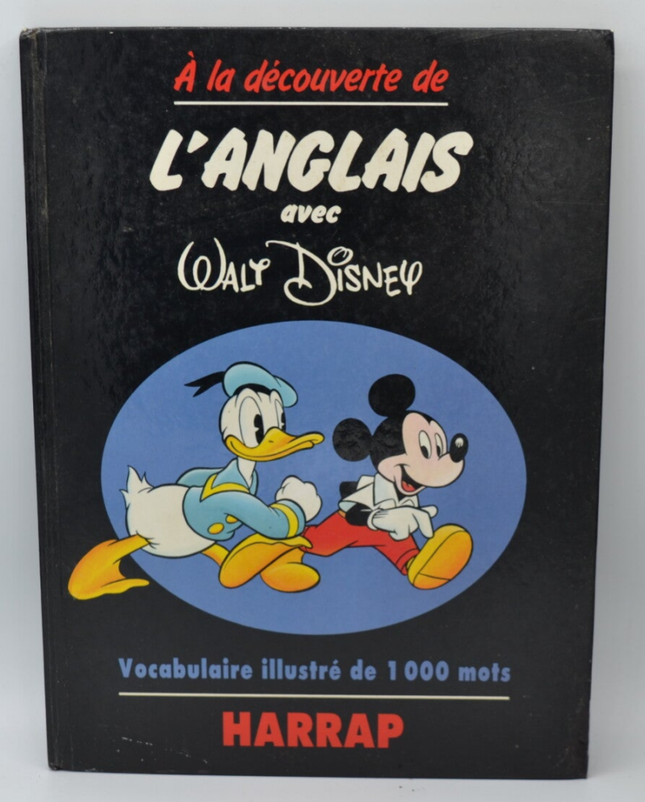 À la découverte de
L'ANGLAIS
avec
WALT DISNEY
Vocabulaire illustré de 1 000 mots
HARRAP